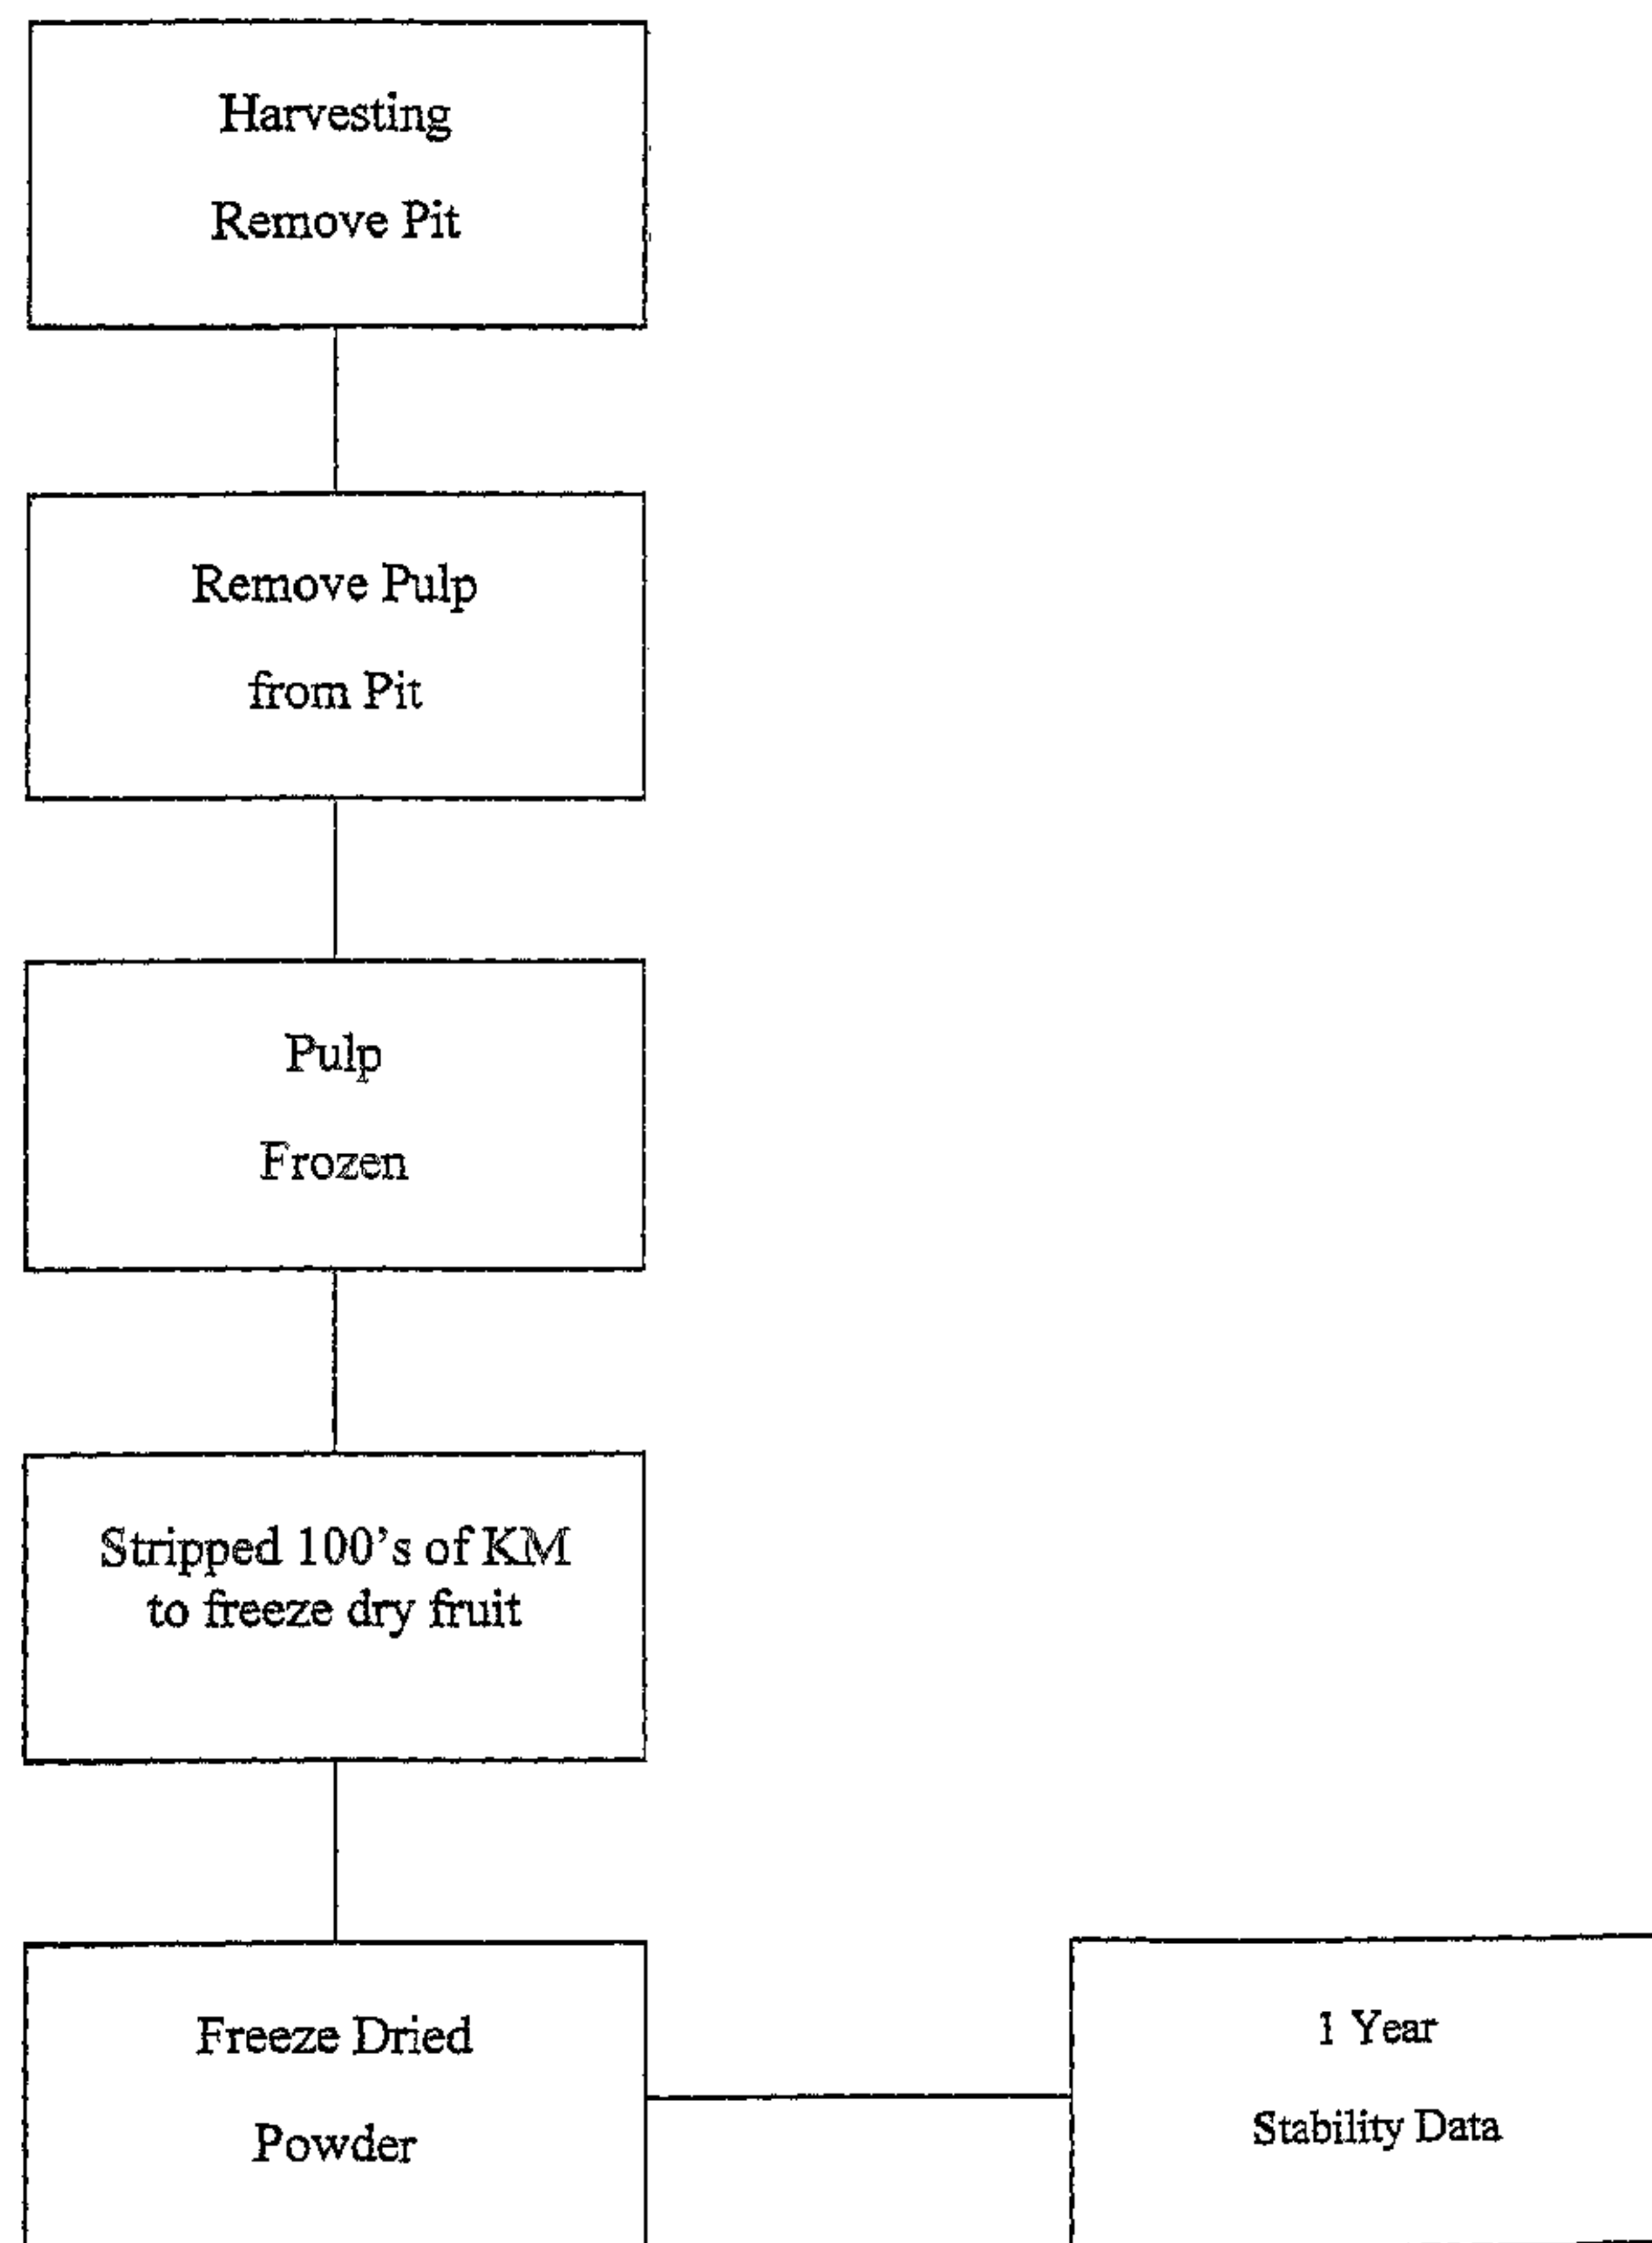 Harvesting
Remove Pit
Remove Pulp
from Pit
Pulp
Frozen
Stripped 100's of KM
to freeze dry fruit
Freeze Dried
Powder
1 Year
Stability Data